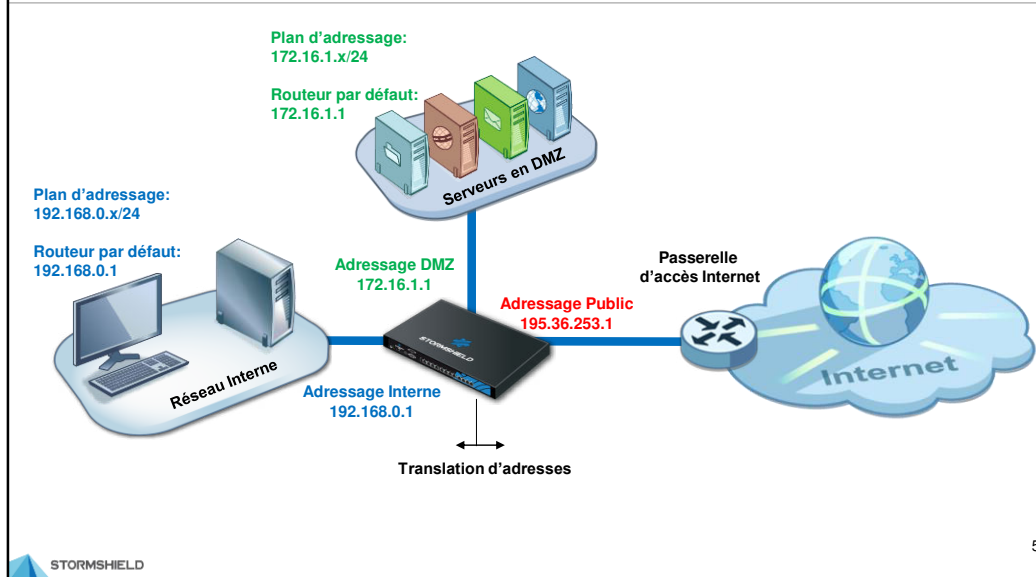 Plan d'adressage:
172.16.1.x/24
Routeur par défaut:
172.16.1.1
Serveurs en DMZ
Plan d'adressage:
192.168.0.x/24
Routeur par défaut:
192.168.0.1
Réseau Interne
Adressage DMZ
172.16.1.1
Adressage Public
195.36.253.1
Passerelle
d'accès Internet
Internet
STORMSHIELD
Adressage Interne
192.168.0.1
Translation d'adresses
STORMSHIELD